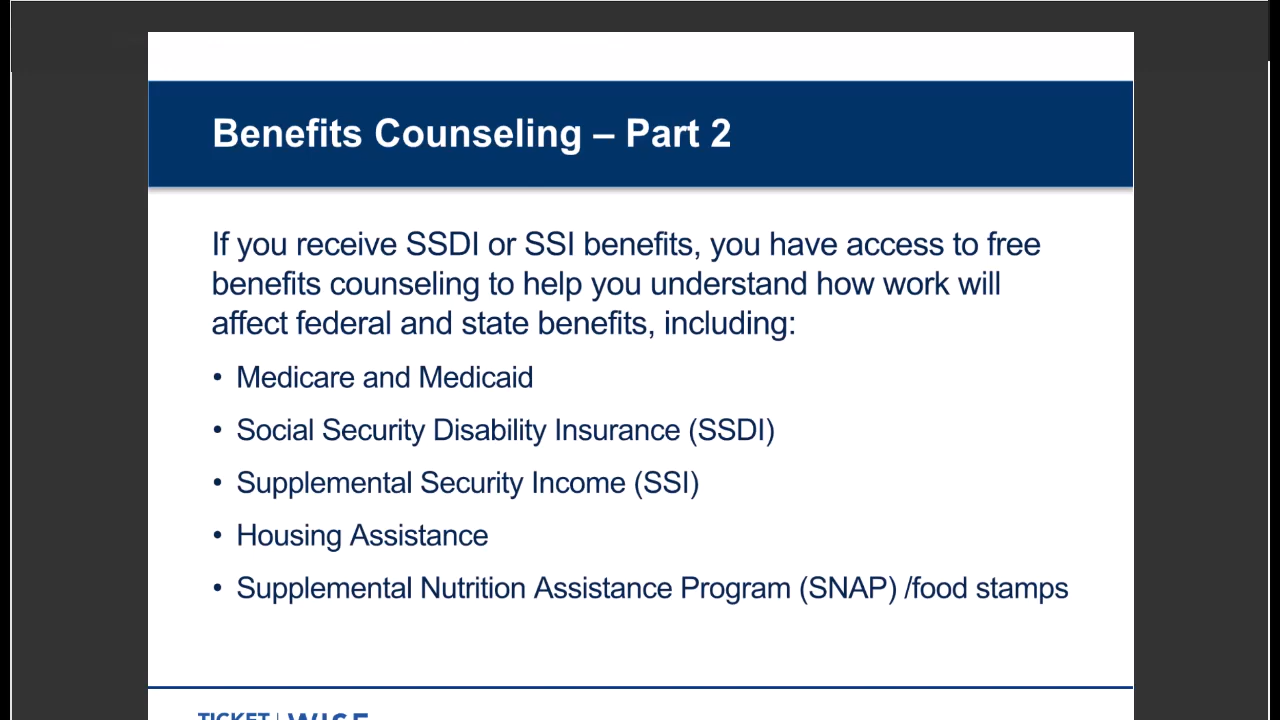 Benefits Counseling – Part 2
If you receive SSDI or SSI benefits, you have access to free
benefits counseling to help you understand how work will
affect federal and state benefits, including:
• Medicare and Medicaid
• Social Security Disability Insurance (SSDI)
• Supplemental Security Income (SSI)
• Housing Assistance
• Supplemental Nutrition Assistance Program (SNAP) /food stamps
TICKET | WISE